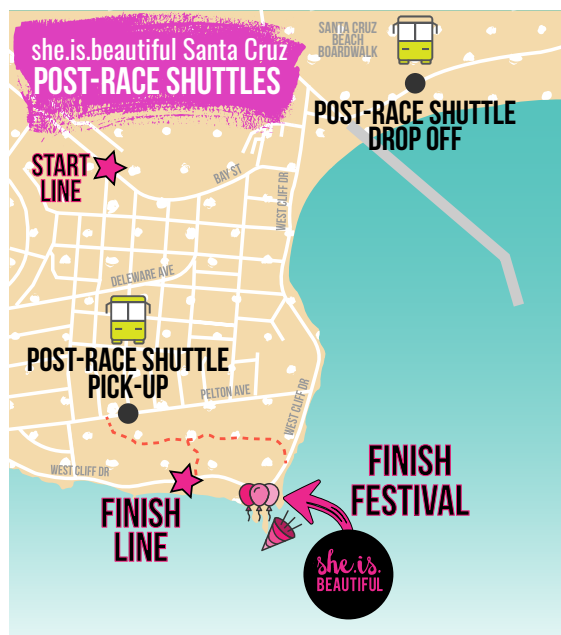 she.is.beautiful Santa Cruz
POST-RACE SHUTTLES
SANTA CRUZ
BEACH
BOARDWALK
POST-RACE SHUTTLE
DROP OFF
START
LINE
BAY ST
WEST CLIFF DR
DELEWARE AVE
POST-RACE SHUTTLE
PICK-UP
PELTON AVE
WEST CLIFF DR
WEST CLIFF DR
FINISH
FESTIVAL
FINISH
LINE
she.is.
BEAUTIFUL